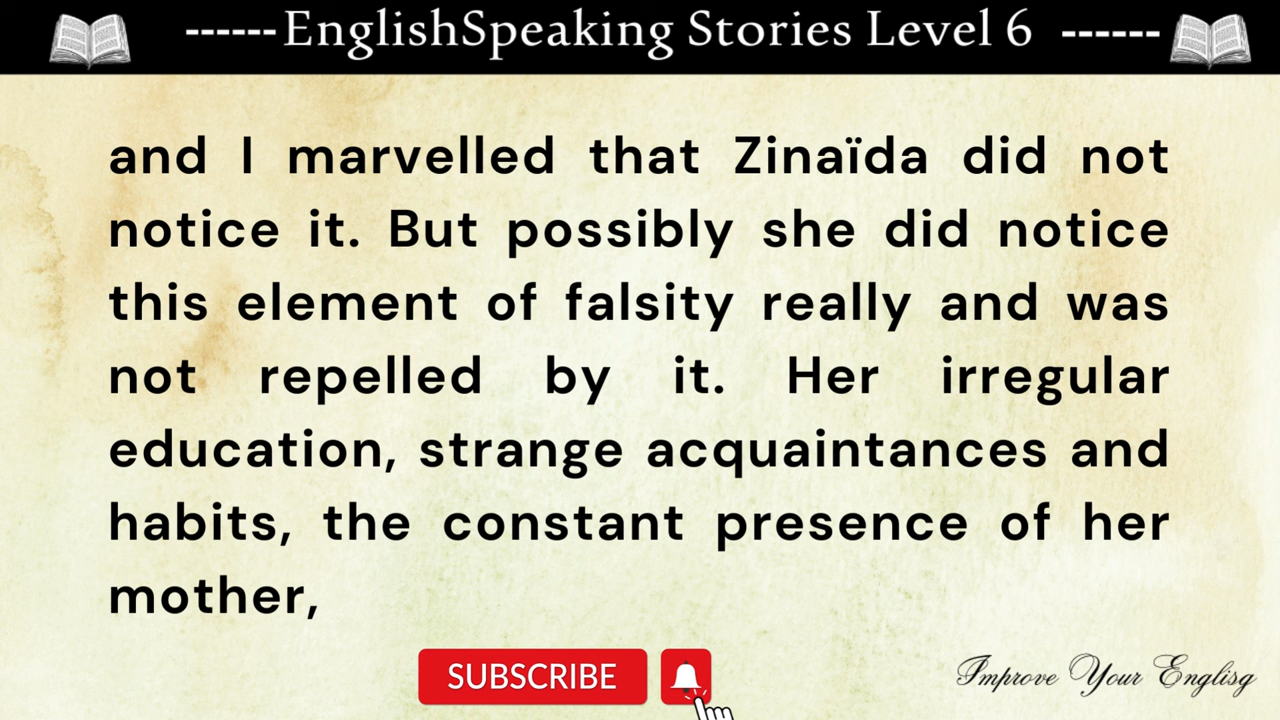 ------EnglishSpeaking Stories Level 6 ------
and I marvelled that Zinaïda did not
notice it. But possibly she did notice
this element of falsity really and was
not repelled by it. Her irregular
education, strange acquaintances and
habits, the constant presence of her
mother,
SUBSCRIBE
Improve Your Englisg